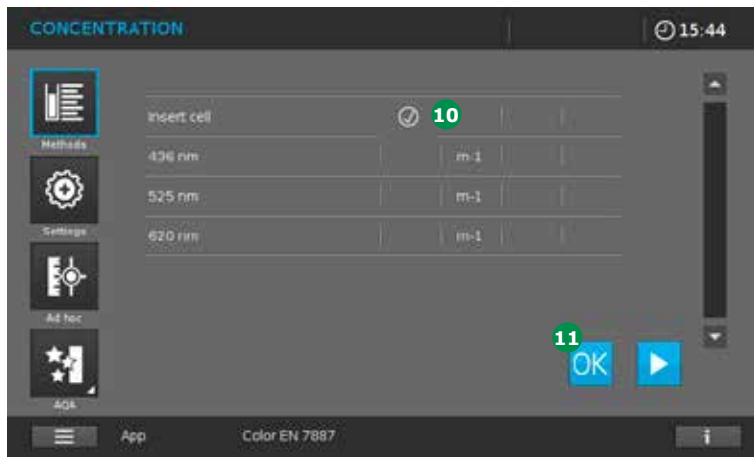 CONCENTRATION 15:44
Methods
Settings
Ad hoc
AQA
Insert cell 10
436 nm m-1
525 nm m-1
620 nm m-1
11
OK
App Color EN 7887 i